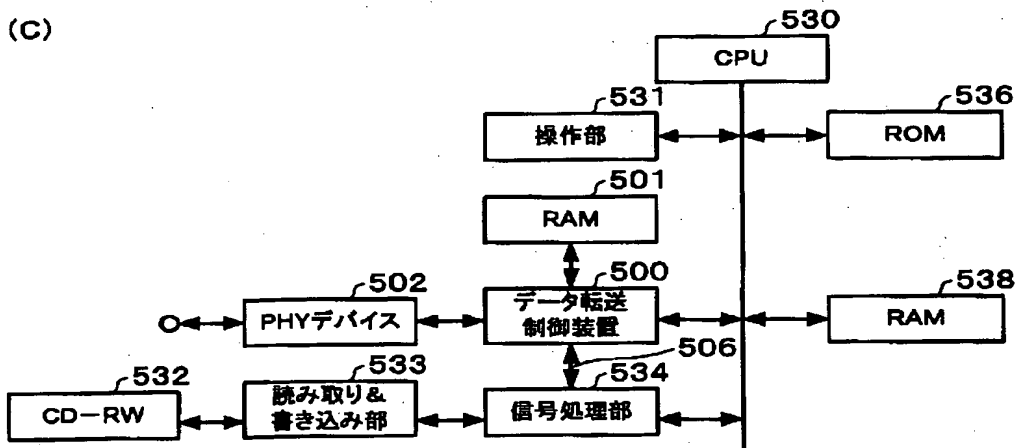 (C)
530
CPU
531
操作部
536
ROM
501
RAM
502
PHYデバイス
500
データ転送
制御装置
538
RAM
506
532
CD-RW
533
読み取り&
書き込み部
534
信号処理部